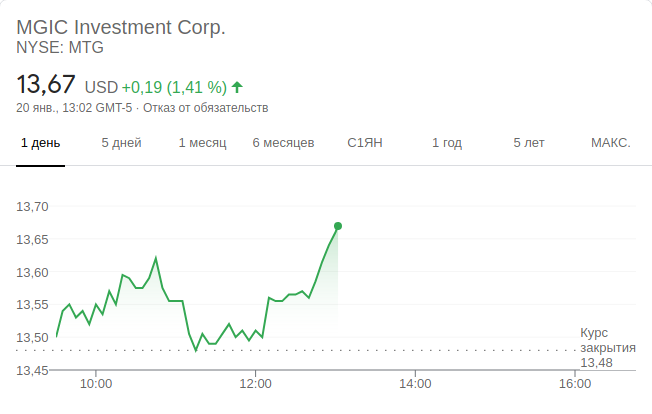 MGIC Investment Corp.
NYSE: MTG
13,67 USD +0,19 (1,41 %)
20 янв., 13:02 GMT-5 · Отказ от обязательств
1 день 5 дней 1 месяц 6 месяцев С1ЯН 1 год 5 лет МАКС.
13,70
13,65
13,60
13,55
13,50
Курс
закрытия
13,48
13,45
10:00 12:00 14:00 16:00